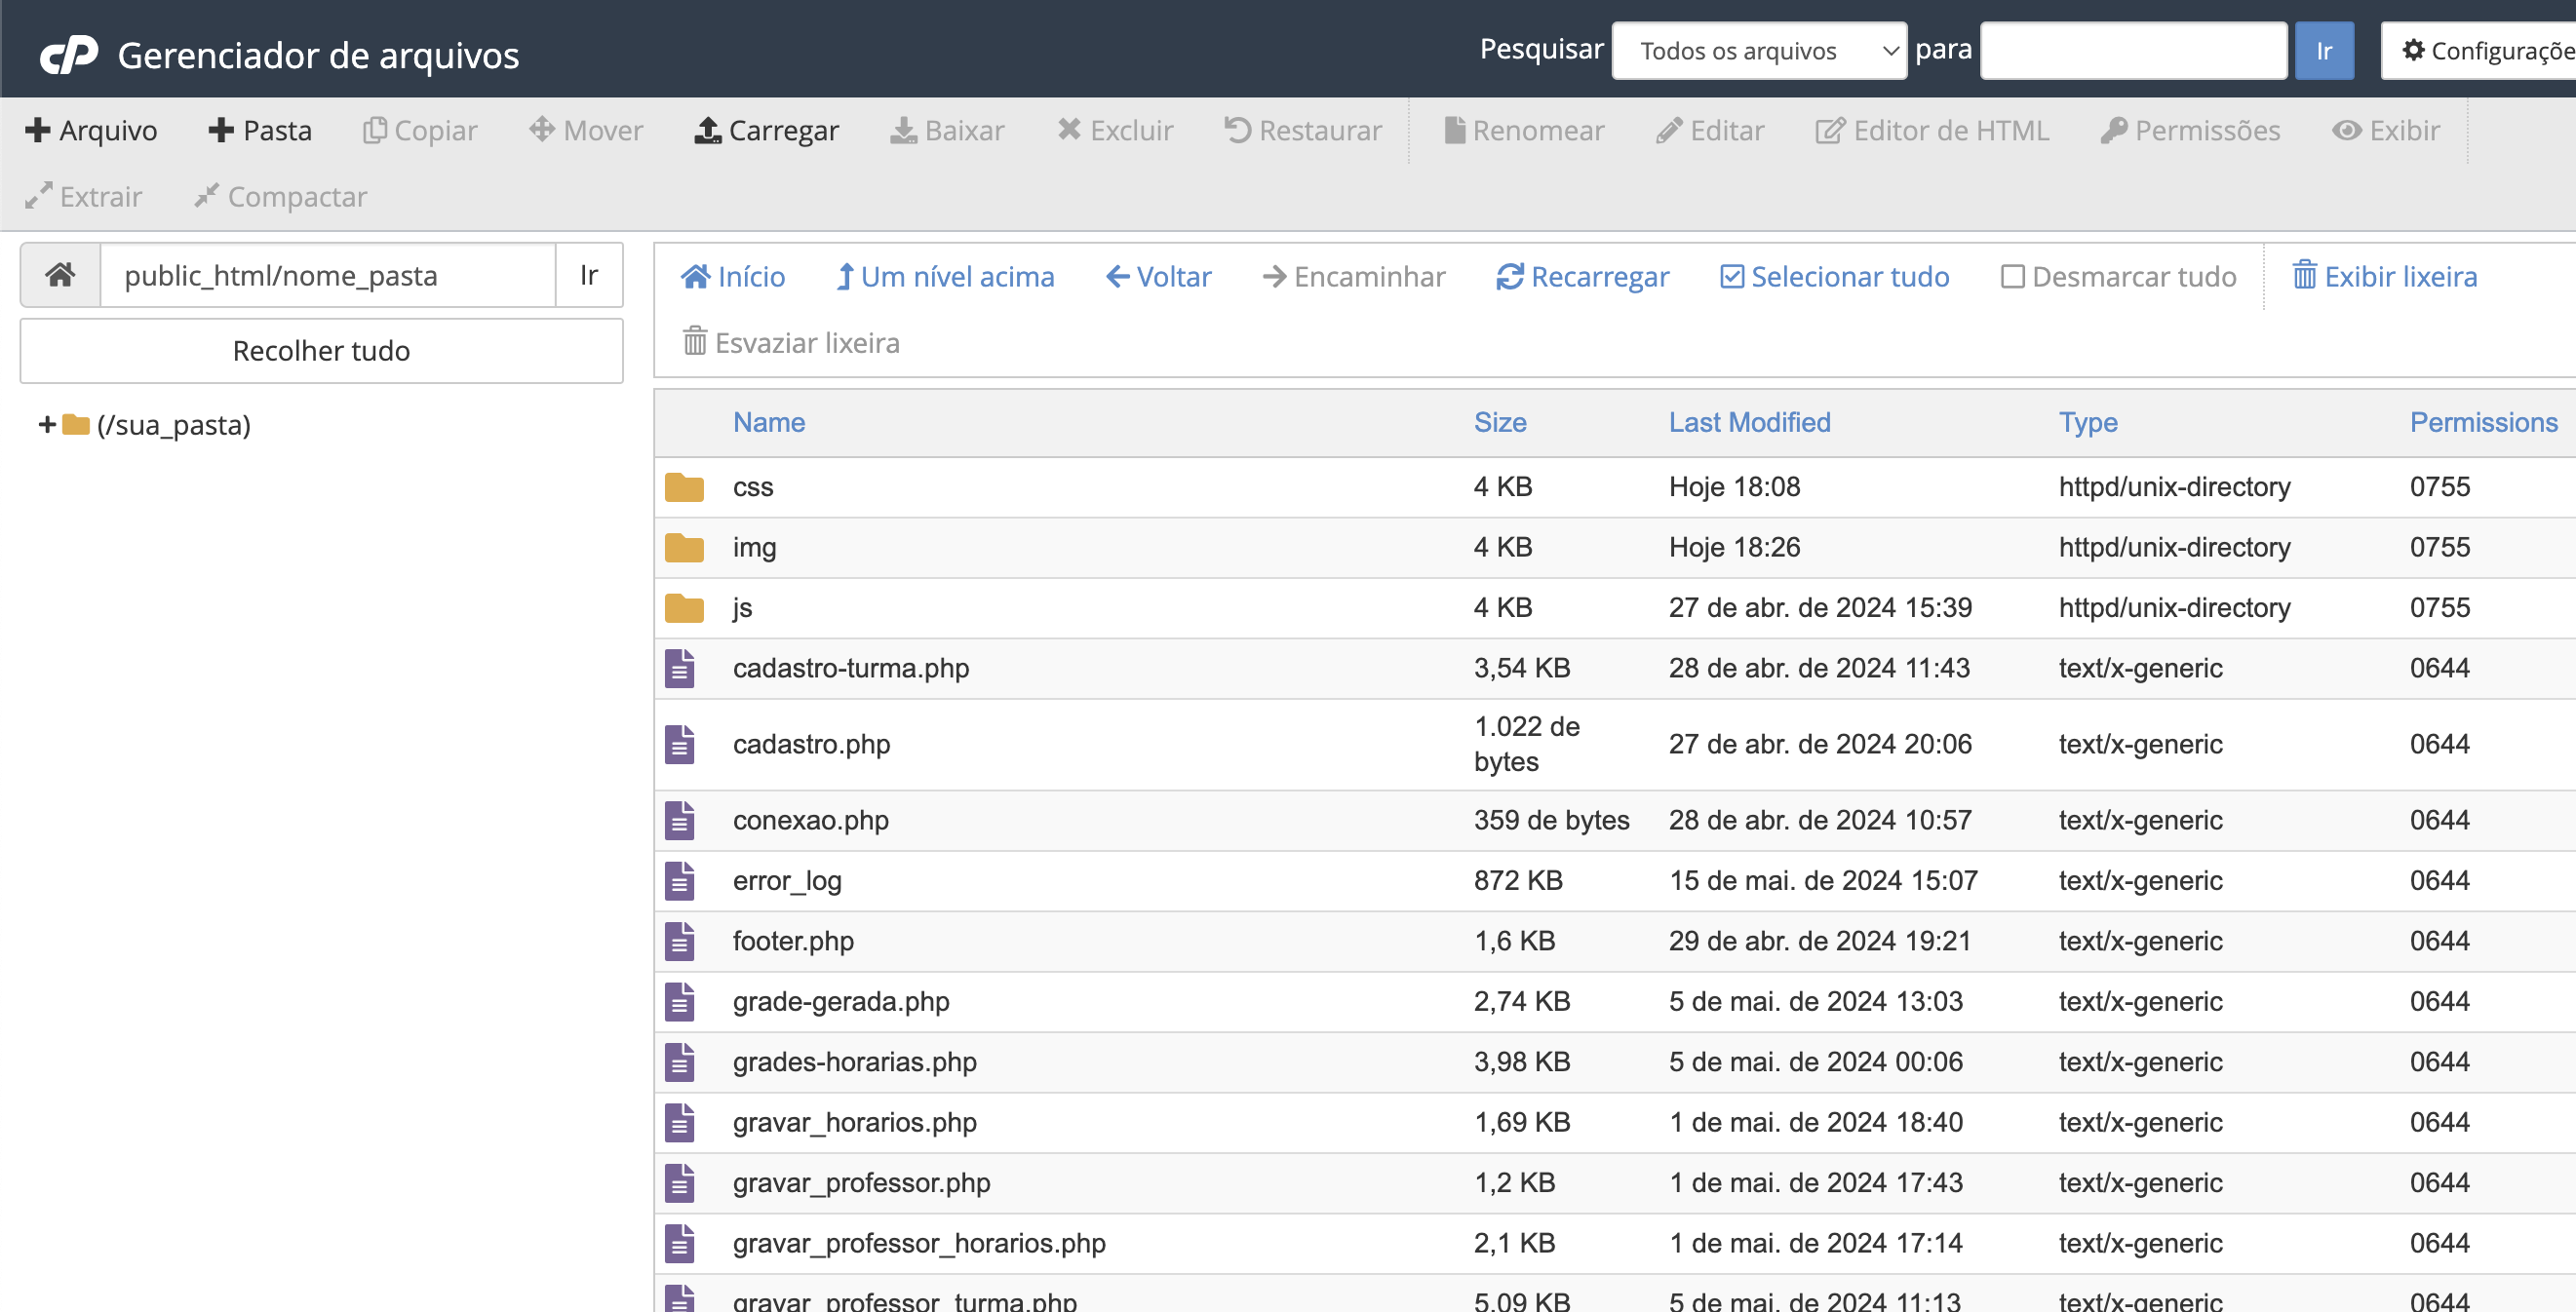 cP Gerenciador de arquivos
Pesquisar Todos os arquivos para Ir Configuraçõe
Arquivo Pasta Copiar Mover Carregar Baixar Excluir Restaurar Renomear Editar Editor de HTML Permissões Exibir
Extrair Compactar
public_html/nome_pasta Ir
Recolher tudo
+ (/sua_pasta)
Início Um nível acima Voltar Encaminhar Recarregar Selecionar tudo Desmarcar tudo Exibir lixeira
Esvaziar lixeira
Name Size Last Modified Type Permissions
css 4 KB Hoje 18:08 httpd/unix-directory 0755
img 4 KB Hoje 18:26 httpd/unix-directory 0755
js 4 KB 27 de abr. de 2024 15:39 httpd/unix-directory 0755
cadastro-turma.php 3,54 KB 28 de abr. de 2024 11:43 text/x-generic 0644
cadastro.php 1.022 de bytes 27 de abr. de 2024 20:06 text/x-generic 0644
conexao.php 359 de bytes 28 de abr. de 2024 10:57 text/x-generic 0644
error_log 872 KB 15 de mai. de 2024 15:07 text/x-generic 0644
footer.php 1,6 KB 29 de abr. de 2024 19:21 text/x-generic 0644
grade-gerada.php 2,74 KB 5 de mai. de 2024 13:03 text/x-generic 0644
grades-horarias.php 3,98 KB 5 de mai. de 2024 00:06 text/x-generic 0644
gravar_horarios.php 1,69 KB 1 de mai. de 2024 18:40 text/x-generic 0644
gravar_professor.php 1,2 KB 1 de mai. de 2024 17:43 text/x-generic 0644
gravar_professor_horarios.php 2,1 KB 1 de mai. de 2024 17:14 text/x-generic 0644
gravar_professor_turma.php 5,09 KB 5 de mai. de 2024 11:13 text/x-generic 0644